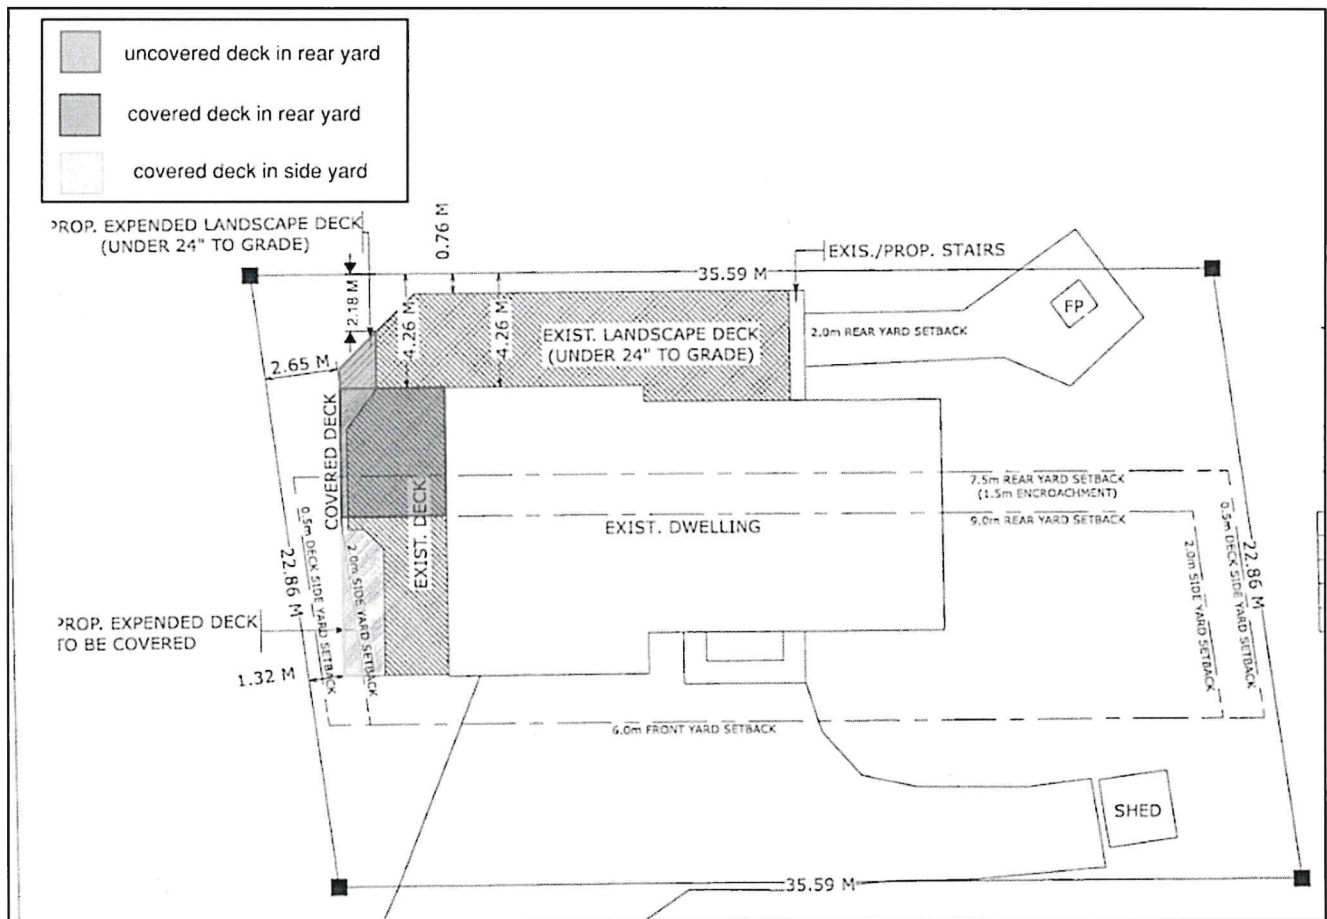 uncovered deck in rear yard
covered deck in rear yard
covered deck in side yard
PROP. EXPENDED LANDSCAPE DECK
(UNDER 24" TO GRADE)
0.76 M
EXIS./PROP. STAIRS
35.59 M
2.18 M
4.26 M
4.26 M
EXIST. LANDSCAPE DECK
(UNDER 24" TO GRADE)
2.0m REAR YARD SETBACK
FP
2.65 M
COVERED DECK
EXIST. DECK
7.5m REAR YARD SETBACK
(1.5m ENCROACHMENT)
9.0m REAR YARD SETBACK
EXIST. DWELLING
0.5m DECK SIDE YARD SETBACK
2.0m SIDE YARD SETBACK
22.86 M
2.0m SIDE YARD SETBACK
0.5m DECK SIDE YARD SETBACK
22.86 M
PROP. EXPENDED DECK
TO BE COVERED
1.32 M
6.0m FRONT YARD SETBACK
SHED
35.59 M